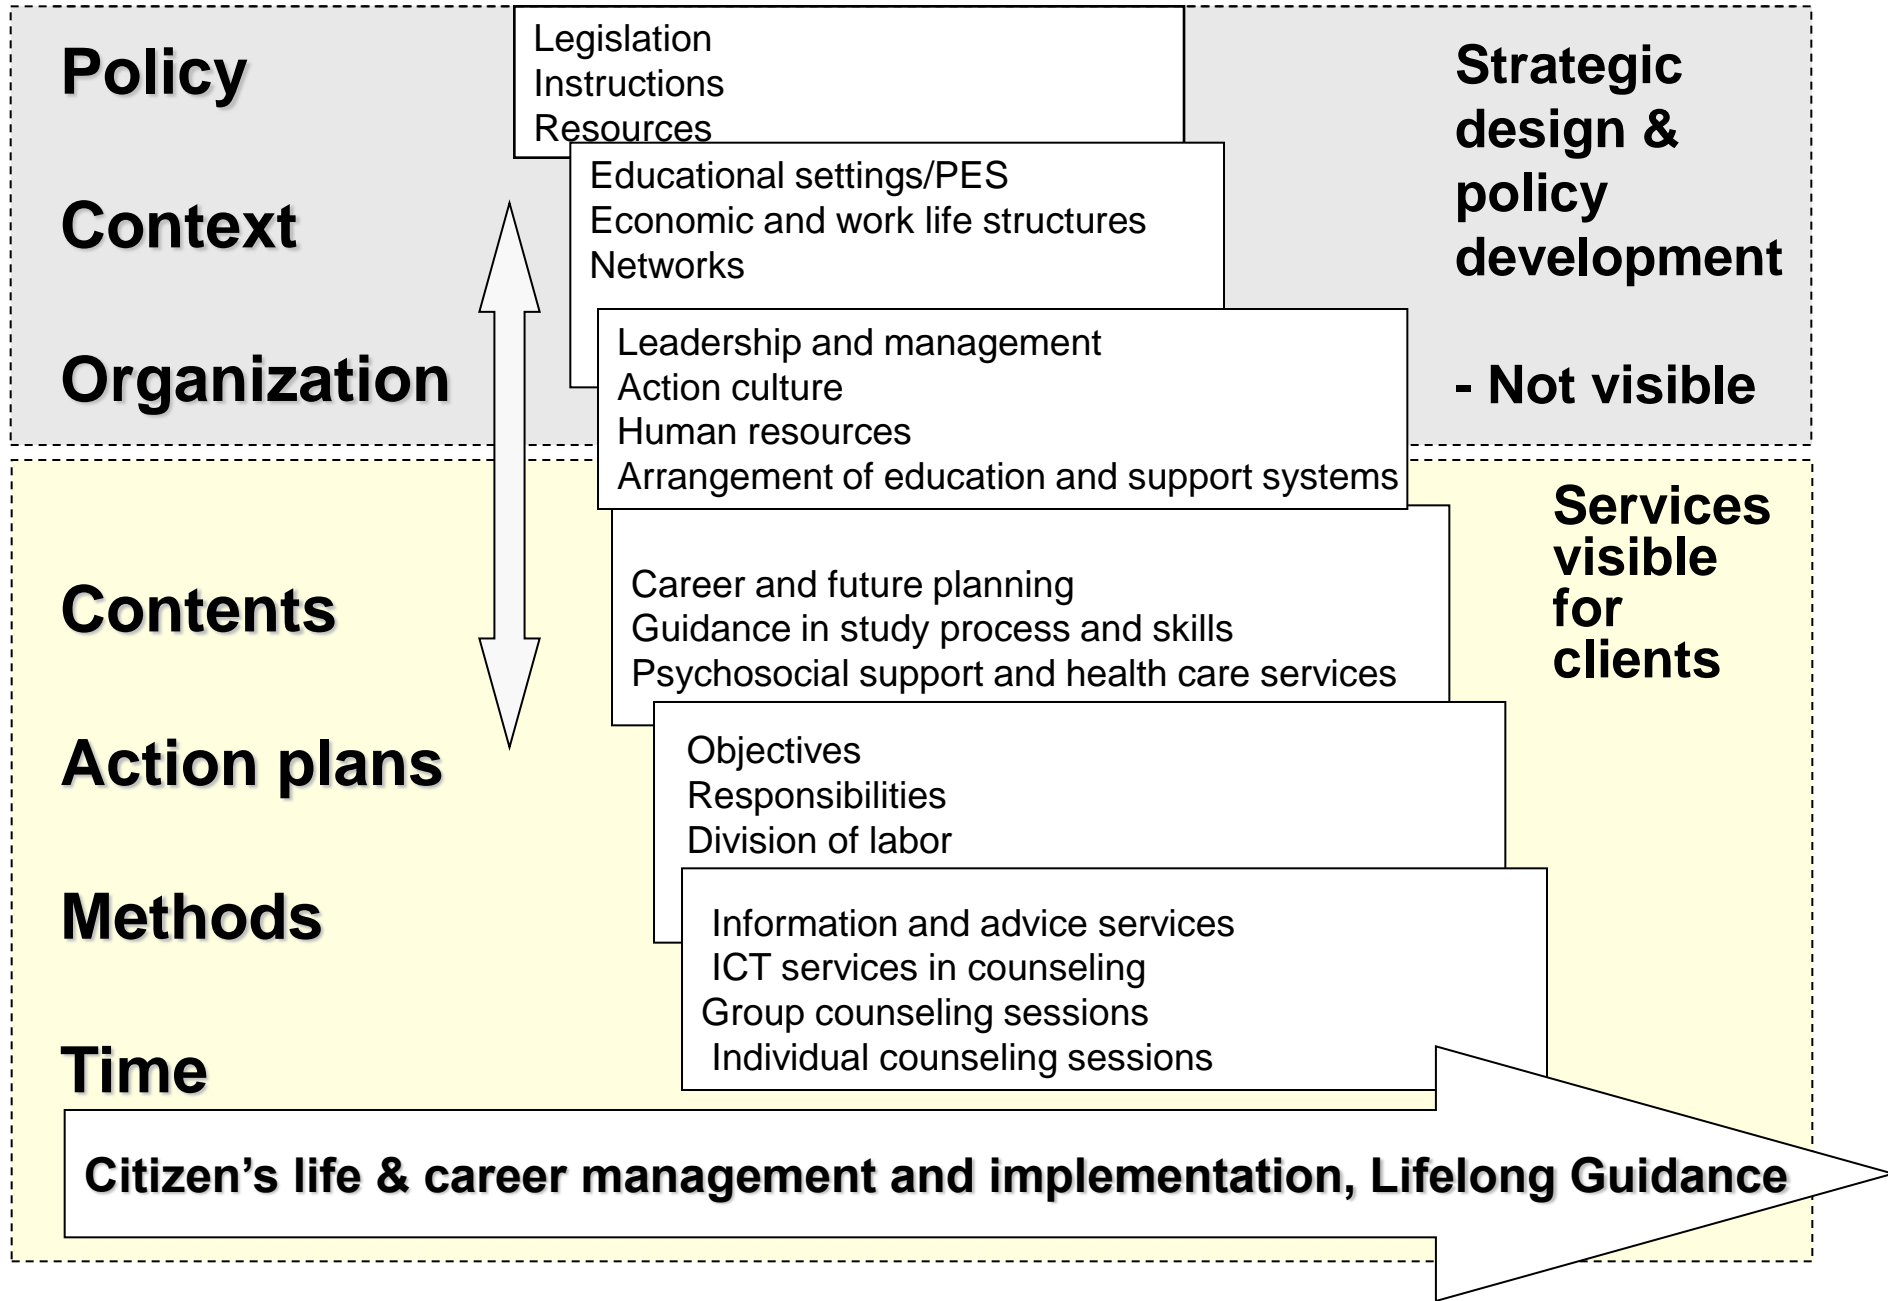 Policy
Legislation
Instructions
Resources
Strategic
design &
policy
development
Context
Educational settings/PES
Economic and work life structures
Networks
Organization
Leadership and management
Action culture
Human resources
Arrangement of education and support systems
- Not visible
Services
visible
for
clients
Contents
Career and future planning
Guidance in study process and skills
Psychosocial support and health care services
Action plans
Objectives
Responsibilities
Division of labor
Methods
Information and advice services
ICT services in counseling
Group counseling sessions
Individual counseling sessions
Time
Citizen’s life & career management and implementation, Lifelong Guidance